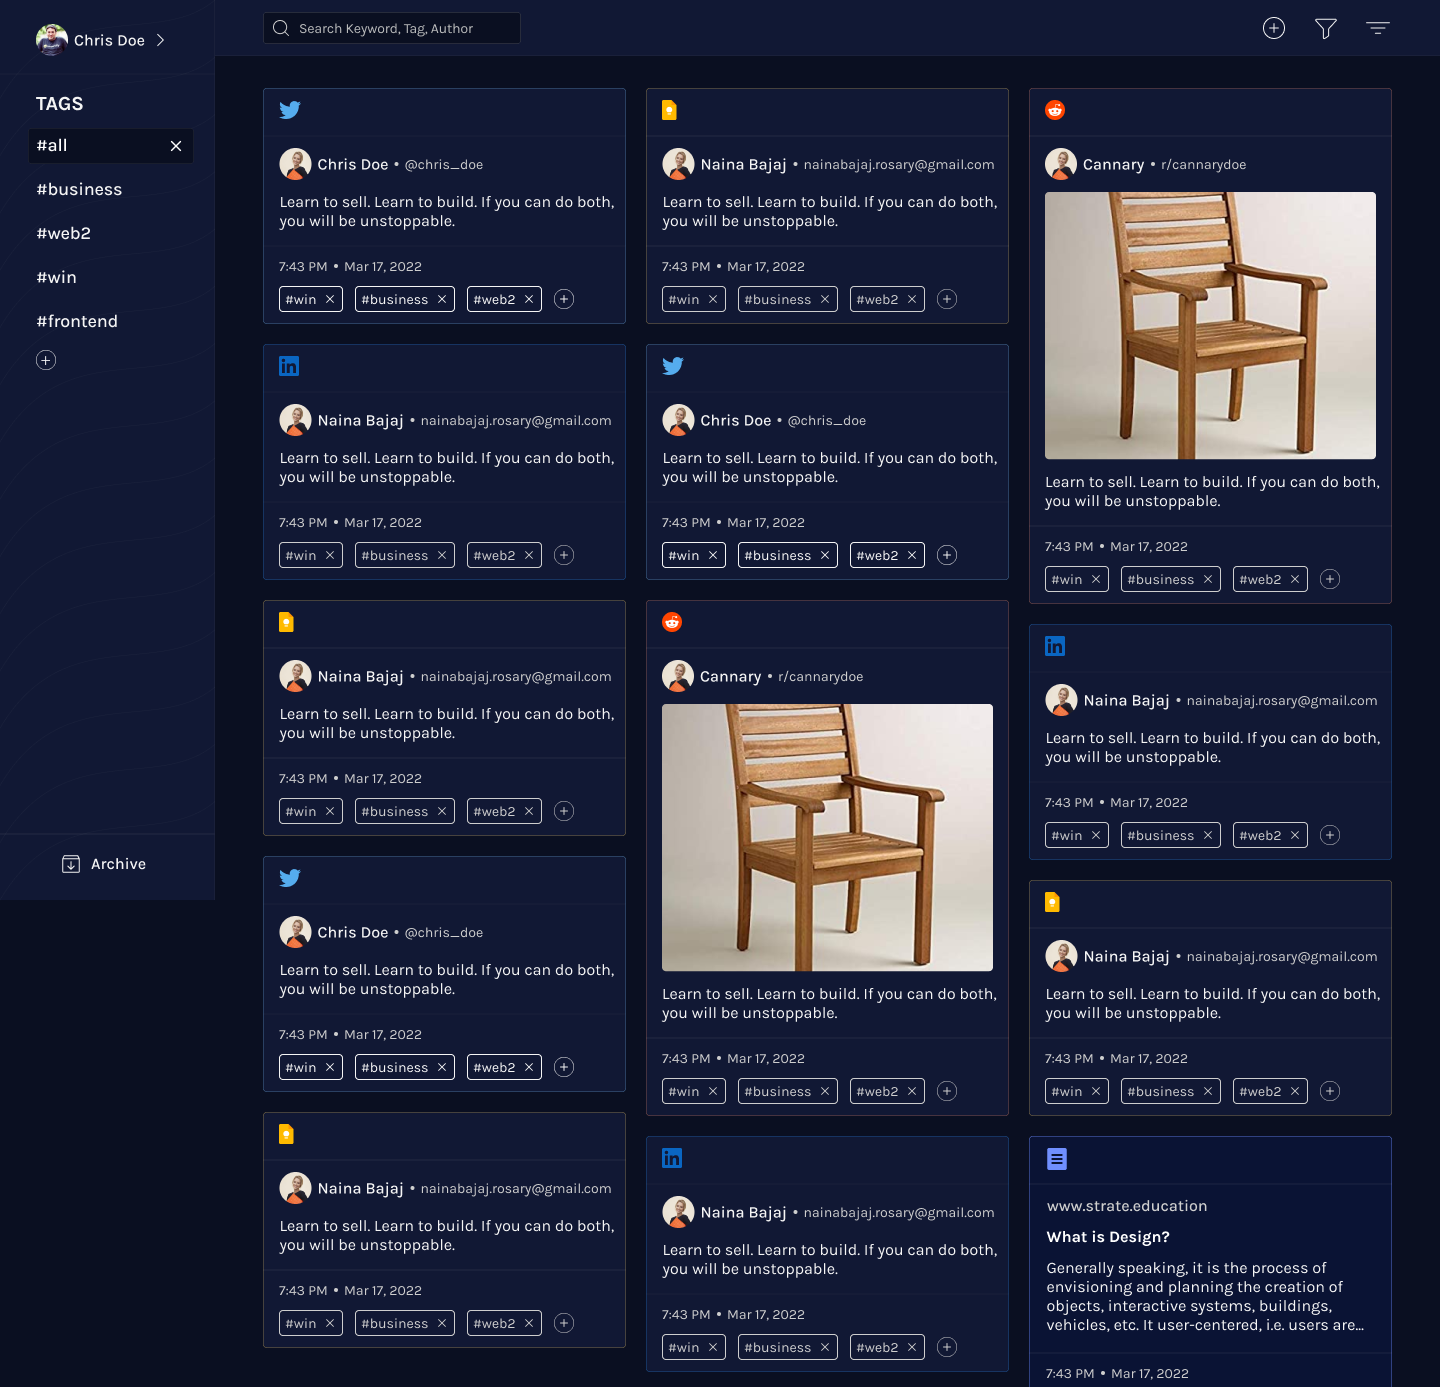 Chris Doe
TAGS
#all
#business
#web2
#win
#frontend
Archive
Search Keyword, Tag, Author
Chris Doe • @chris_doe
Learn to sell. Learn to build. If you can do both,
you will be unstoppable.
7:43 PM • Mar 17, 2022
#win #business #web2
Naina Bajaj • nainabajaj.rosary@gmail.com
Learn to sell. Learn to build. If you can do both,
you will be unstoppable.
7:43 PM • Mar 17, 2022
#win #business #web2
Naina Bajaj • nainabajaj.rosary@gmail.com
Learn to sell. Learn to build. If you can do both,
you will be unstoppable.
7:43 PM • Mar 17, 2022
#win #business #web2
Chris Doe • @chris_doe
Learn to sell. Learn to build. If you can do both,
you will be unstoppable.
7:43 PM • Mar 17, 2022
#win #business #web2
Naina Bajaj • nainabajaj.rosary@gmail.com
Learn to sell. Learn to build. If you can do both,
you will be unstoppable.
7:43 PM • Mar 17, 2022
#win #business #web2
Naina Bajaj • nainabajaj.rosary@gmail.com
Learn to sell. Learn to build. If you can do both,
you will be unstoppable.
7:43 PM • Mar 17, 2022
#win #business #web2
Chris Doe • @chris_doe
Learn to sell. Learn to build. If you can do both,
you will be unstoppable.
7:43 PM • Mar 17, 2022
#win #business #web2
Cannary • r/cannarydoe
Learn to sell. Learn to build. If you can do both,
you will be unstoppable.
7:43 PM • Mar 17, 2022
#win #business #web2
in
Naina Bajaj • nainabajaj.rosary@gmail.com
Learn to sell. Learn to build. If you can do both,
you will be unstoppable.
7:43 PM • Mar 17, 2022
#win #business #web2
Cannary • r/cannarydoe
Learn to sell. Learn to build. If you can do both,
you will be unstoppable.
7:43 PM • Mar 17, 2022
#win #business #web2
Naina Bajaj • nainabajaj.rosary@gmail.com
Learn to sell. Learn to build. If you can do both,
you will be unstoppable.
7:43 PM • Mar 17, 2022
#win #business #web2
Naina Bajaj • nainabajaj.rosary@gmail.com
Learn to sell. Learn to build. If you can do both,
you will be unstoppable.
7:43 PM • Mar 17, 2022
#win #business #web2
www.strate.education
What is Design?
Generally speaking, it is the process of
envisioning and planning the creation of
objects, interactive systems, buildings,
vehicles, etc. It user-centered, i.e. users are...
7:43 PM • Mar 17, 2022